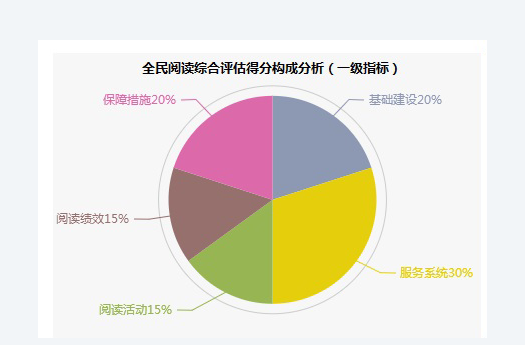 全民阅读综合评估得分构成分析（一级指标）
保障措施20%
基础建设20%
阅读绩效15%
服务系统30%
阅读活动15%